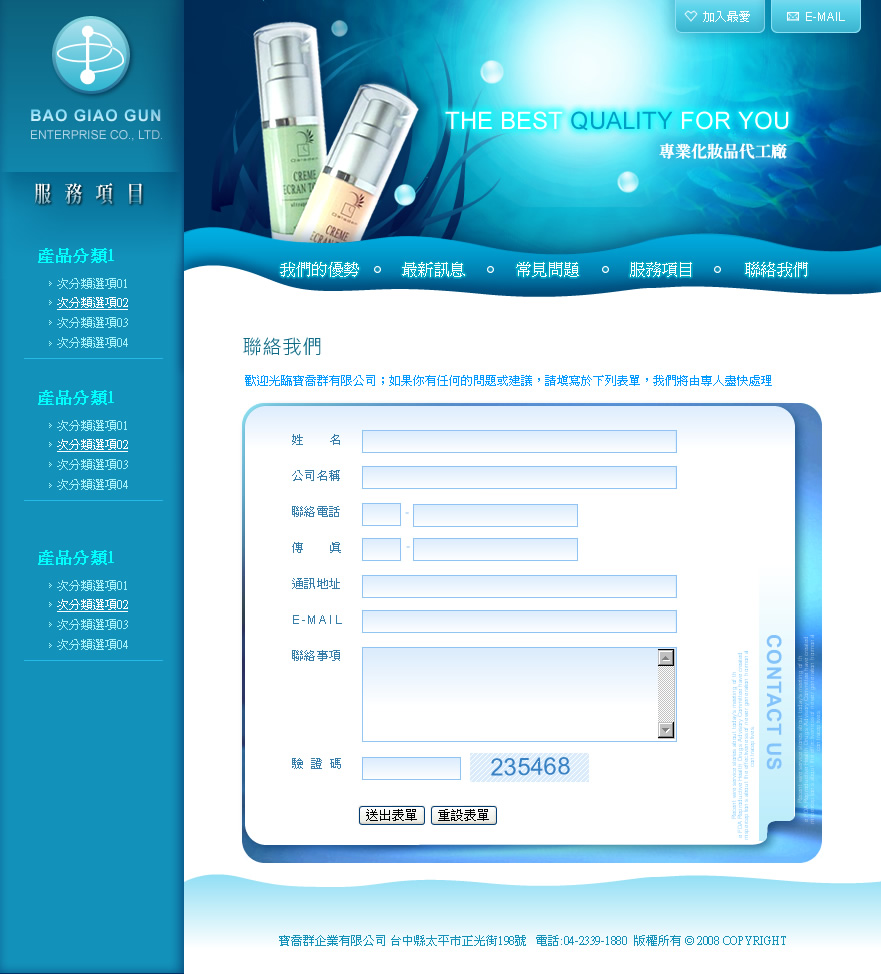 加入最愛
E-MAIL
BAO GIAO GUN
ENTERPRISE CO., LTD.
THE BEST QUALITY FOR YOU
專業化妝品代工廠
CREME
CREME
服務項目
我們的優勢
最新訊息
常見問題
服務項目
聯絡我們
產品分類1
次分類選項01
次分類選項02
次分類選項03
次分類選項04
產品分類1
次分類選項01
次分類選項02
次分類選項03
次分類選項04
產品分類1
次分類選項01
次分類選項02
次分類選項03
次分類選項04
聯絡我們
歡迎光臨寶喬群有限公司；如果你有任何的問題或建議，請填寫於下列表單，我們將由專人盡快處理
姓　名
公司名稱
聯絡電話 -
傳　真 -
通訊地址
E-MAIL
聯絡事項
驗 證 碼 235468
送出表單 重設表單
CONTACT US
寶喬群企業有限公司 台中縣太平市正光街198號 電話:04-2339-1880 版權所有 © 2008 COPYRIGHT